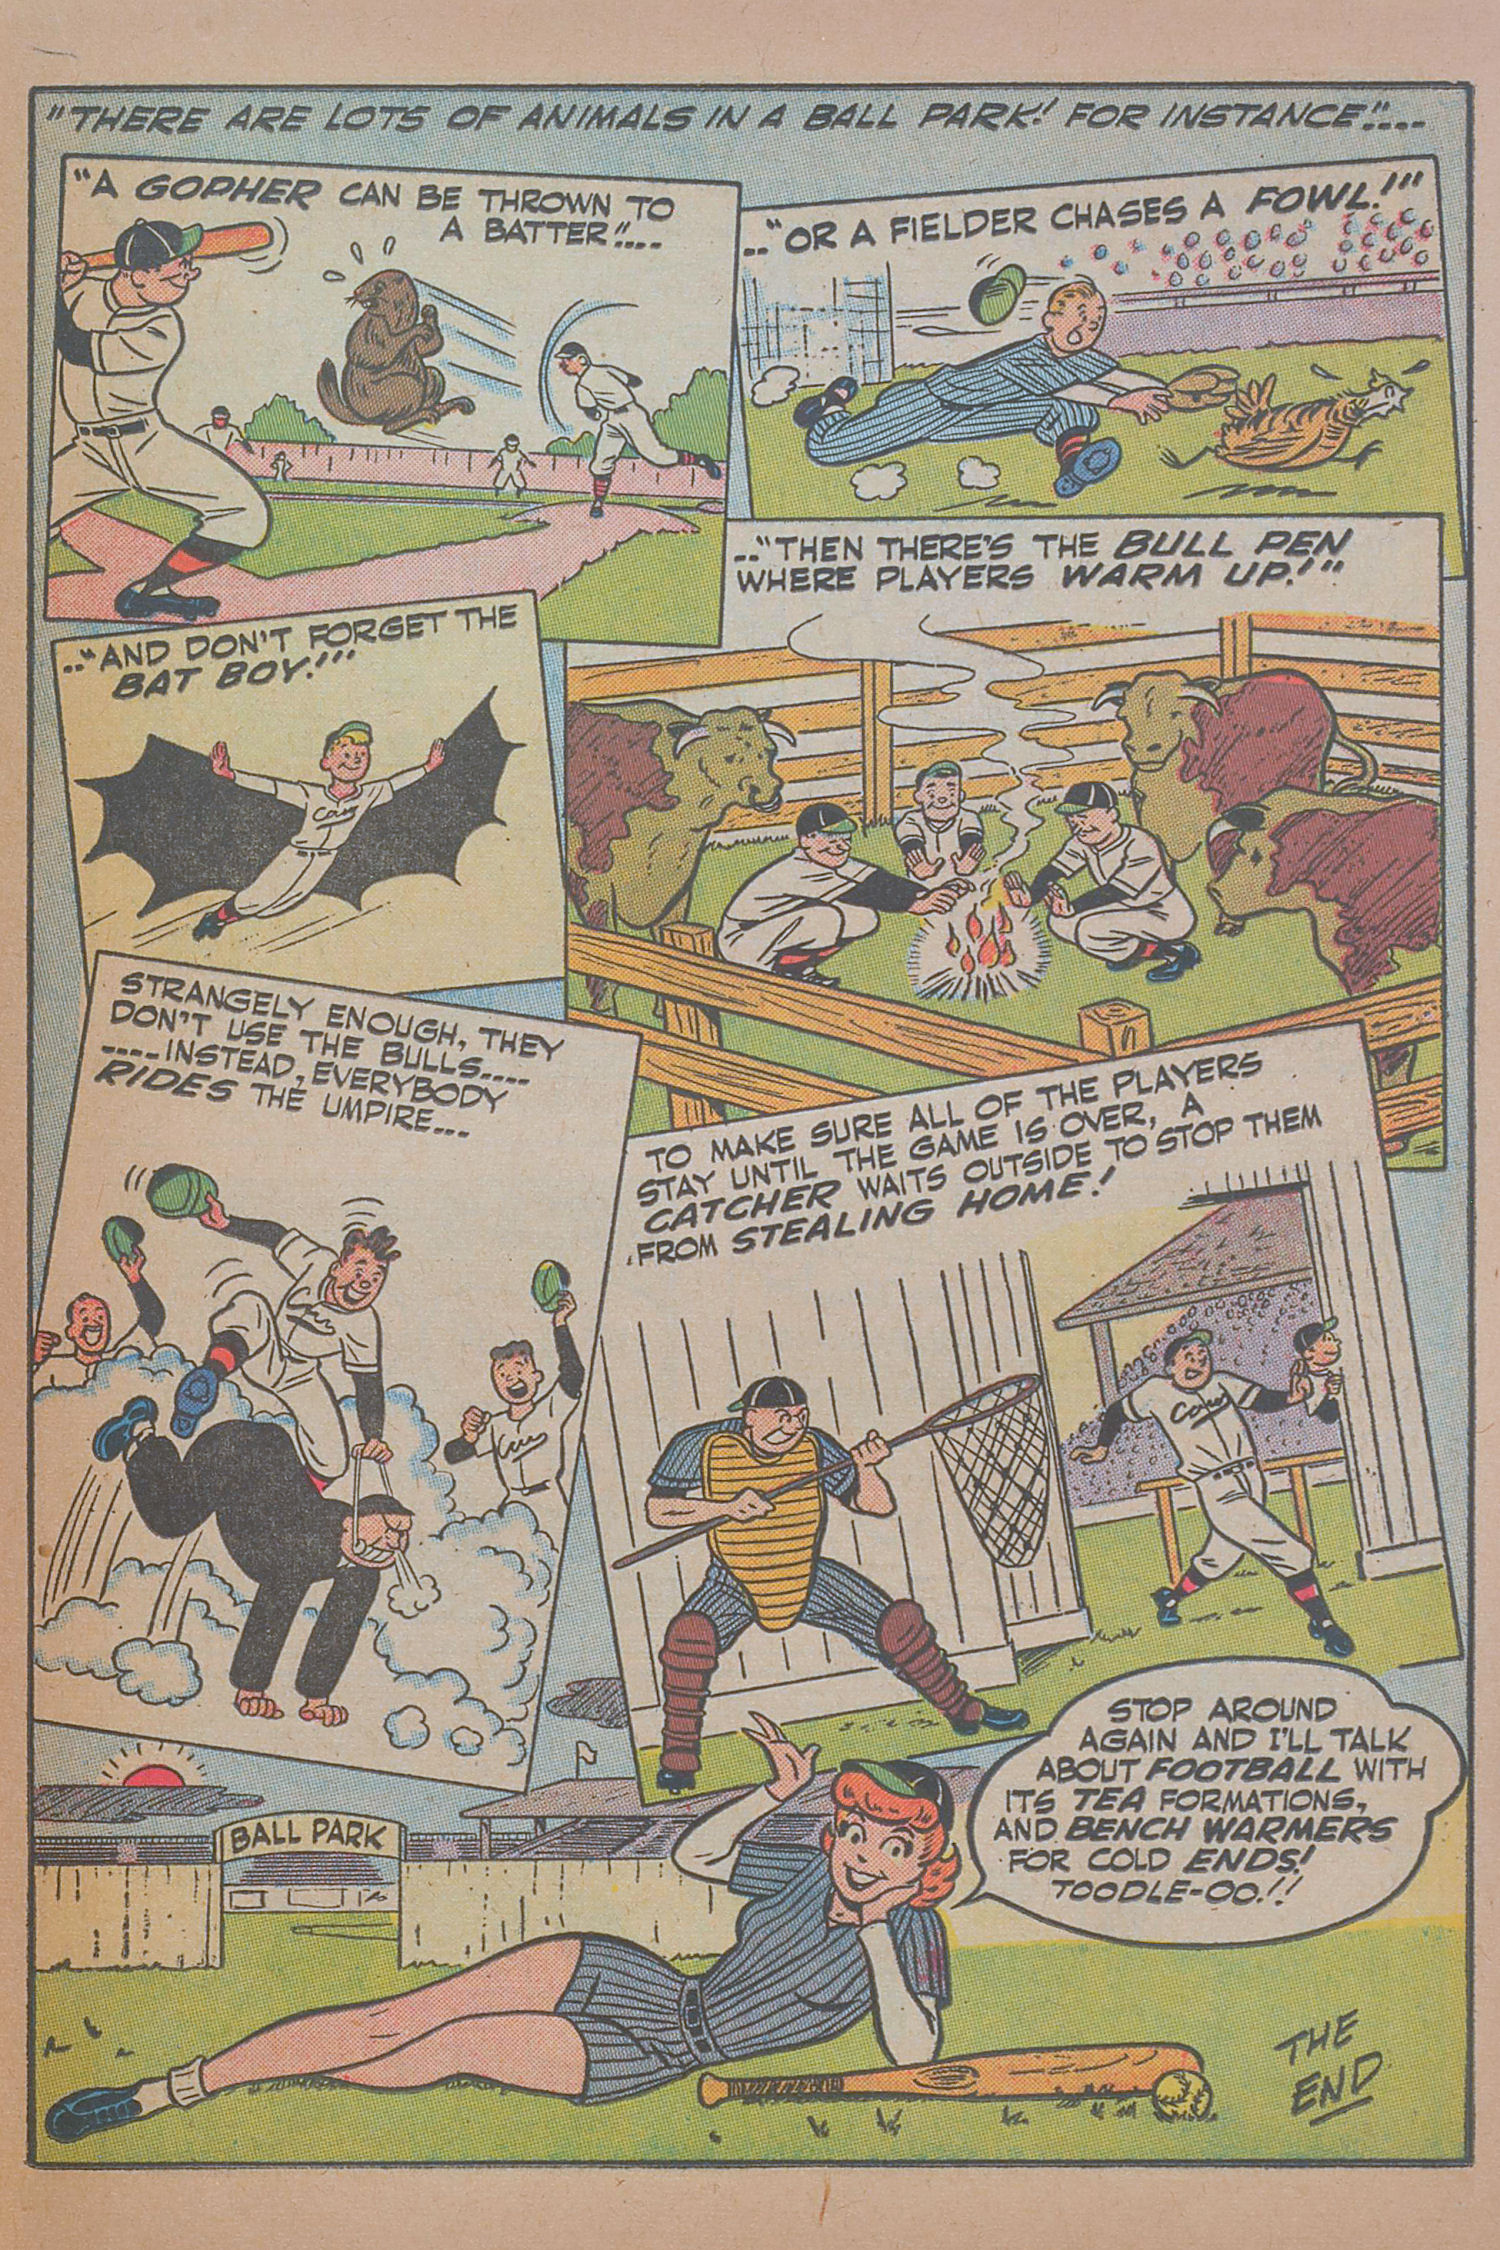 "THERE ARE LOTS OF ANIMALS IN A BALL PARK! FOR INSTANCE"....
"A GOPHER CAN BE THROWN TO
A BATTER"....
.."OR A FIELDER CHASES A FOWL!"
.."THEN THERE'S THE BULL PEN
WHERE PLAYERS WARM UP!"
.."AND DON'T FORGET THE
BAT BOY!"
STRANGELY ENOUGH, THEY
DON'T USE THE BULLS....
....INSTEAD, EVERYBODY
RIDES THE UMPIRE...
TO MAKE SURE ALL OF THE PLAYERS
STAY UNTIL THE GAME IS OVER, A
CATCHER WAITS OUTSIDE TO STOP THEM
FROM STEALING HOME!
BALL PARK
STOP AROUND
AGAIN AND I'LL TALK
ABOUT FOOTBALL WITH
ITS TEA FORMATIONS,
AND BENCH WARMERS
FOR COLD ENDS!
TOODLE-OO!!
THE
END